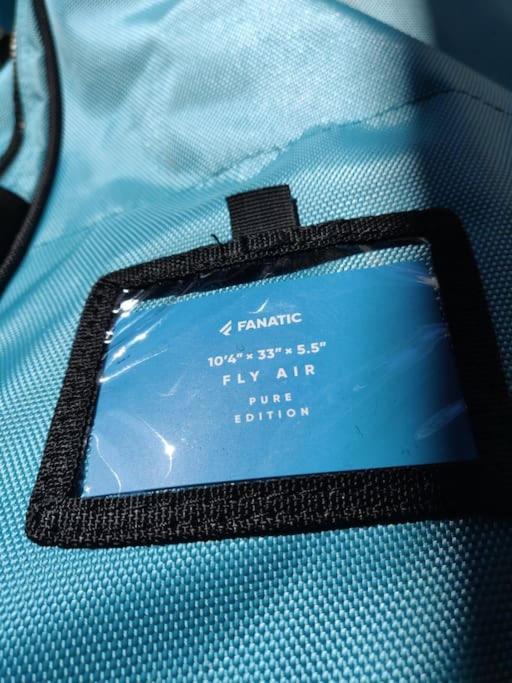 FANATIC
10'4" × 33" × 5.5"
FLY AIR
PURE
EDITION